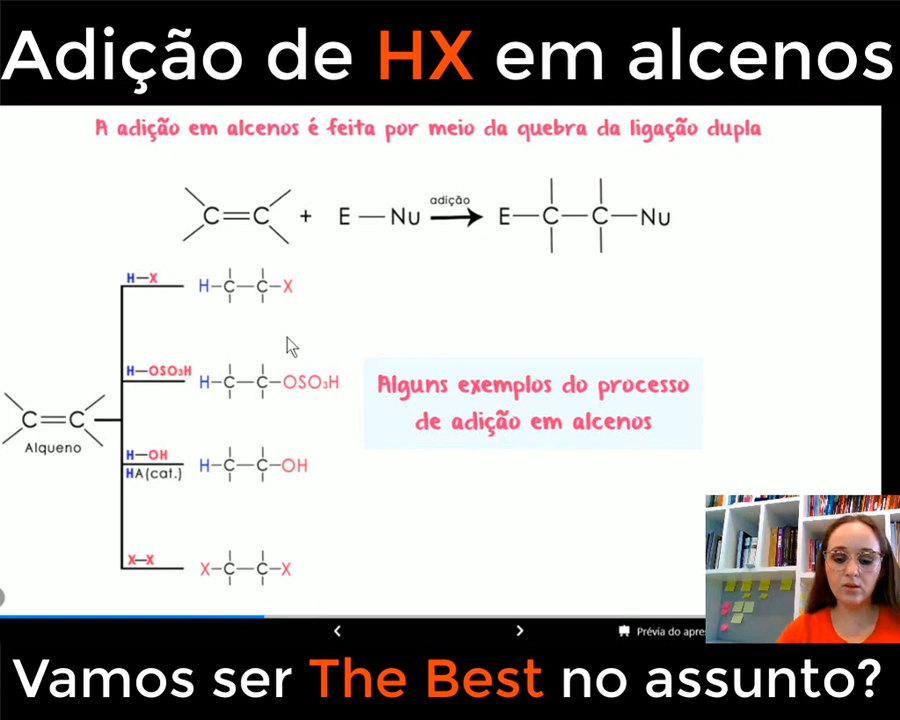 Adição de HX em alcenos
A adição em alcenos é feita por meio da quebra da ligação dupla
C=C + E—Nu adição E—C—C—Nu
H—X H-C—C-X
H—OSO₃H H-C—C-OSO₃H
Alguns exemplos do processo
de adição em alcenos
C=C
Alqueno
H—OH H-C—C-OH
HA(cat.)
X—X X-C—C-X
Prévia do apre
Vamos ser The Best no assunto?